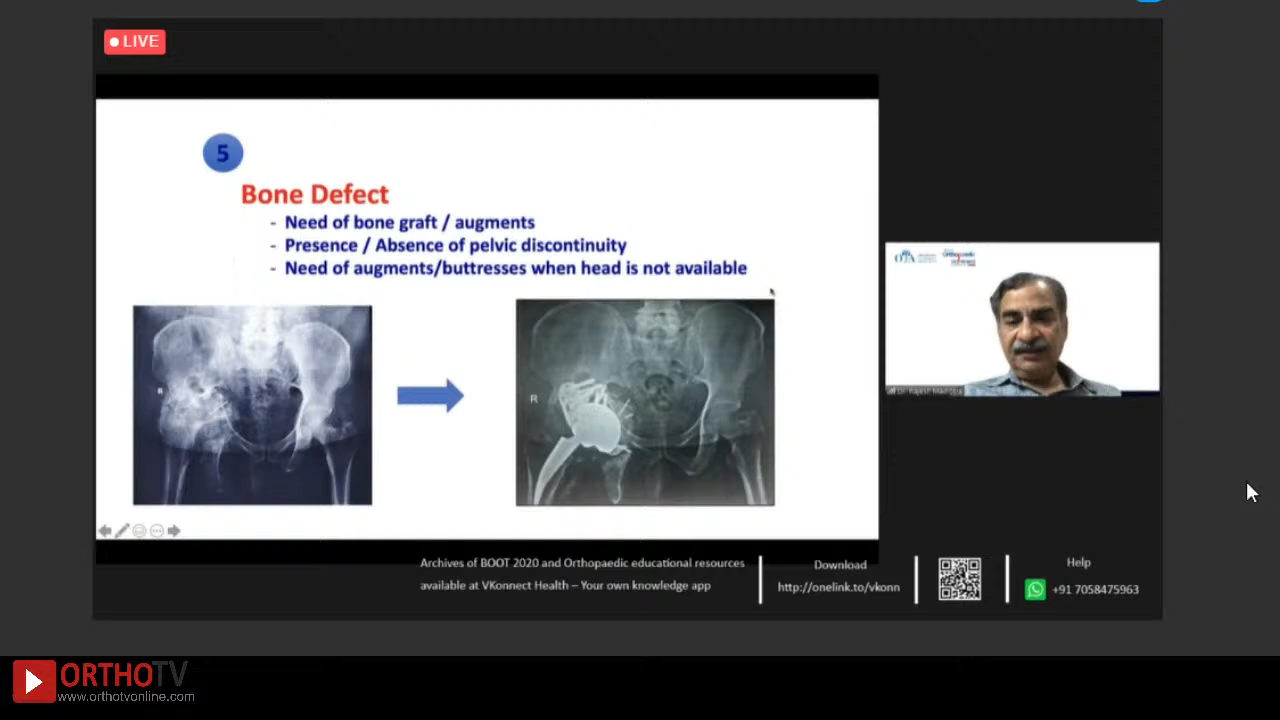 LIVE
5
Bone Defect
- Need of bone graft / augments
- Presence / Absence of pelvic discontinuity
- Need of augments/buttresses when head is not available
R
R
Archives of BOOT 2020 and Orthopaedic educational resources
available at VKonnect Health – Your own knowledge app
Download
http://onelink.to/vkonn
Help
+91 7058475963
ORTHOTV
www.orthotvonline.com